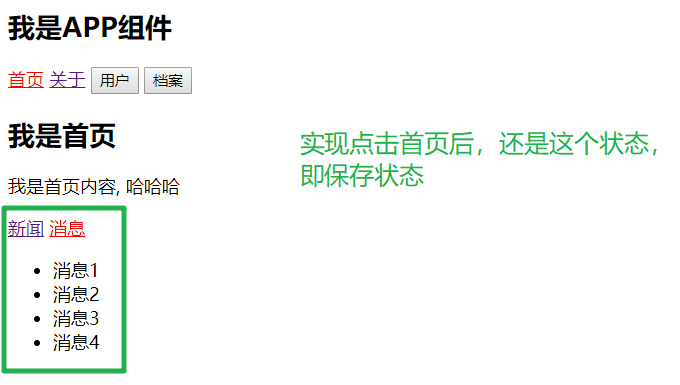 我是APP组件
首页 关于 用户 档案
我是首页
实现点击首页后，还是这个状态，
即保存状态
我是首页内容, 哈哈哈
新闻 消息
消息1
消息2
消息3
消息4